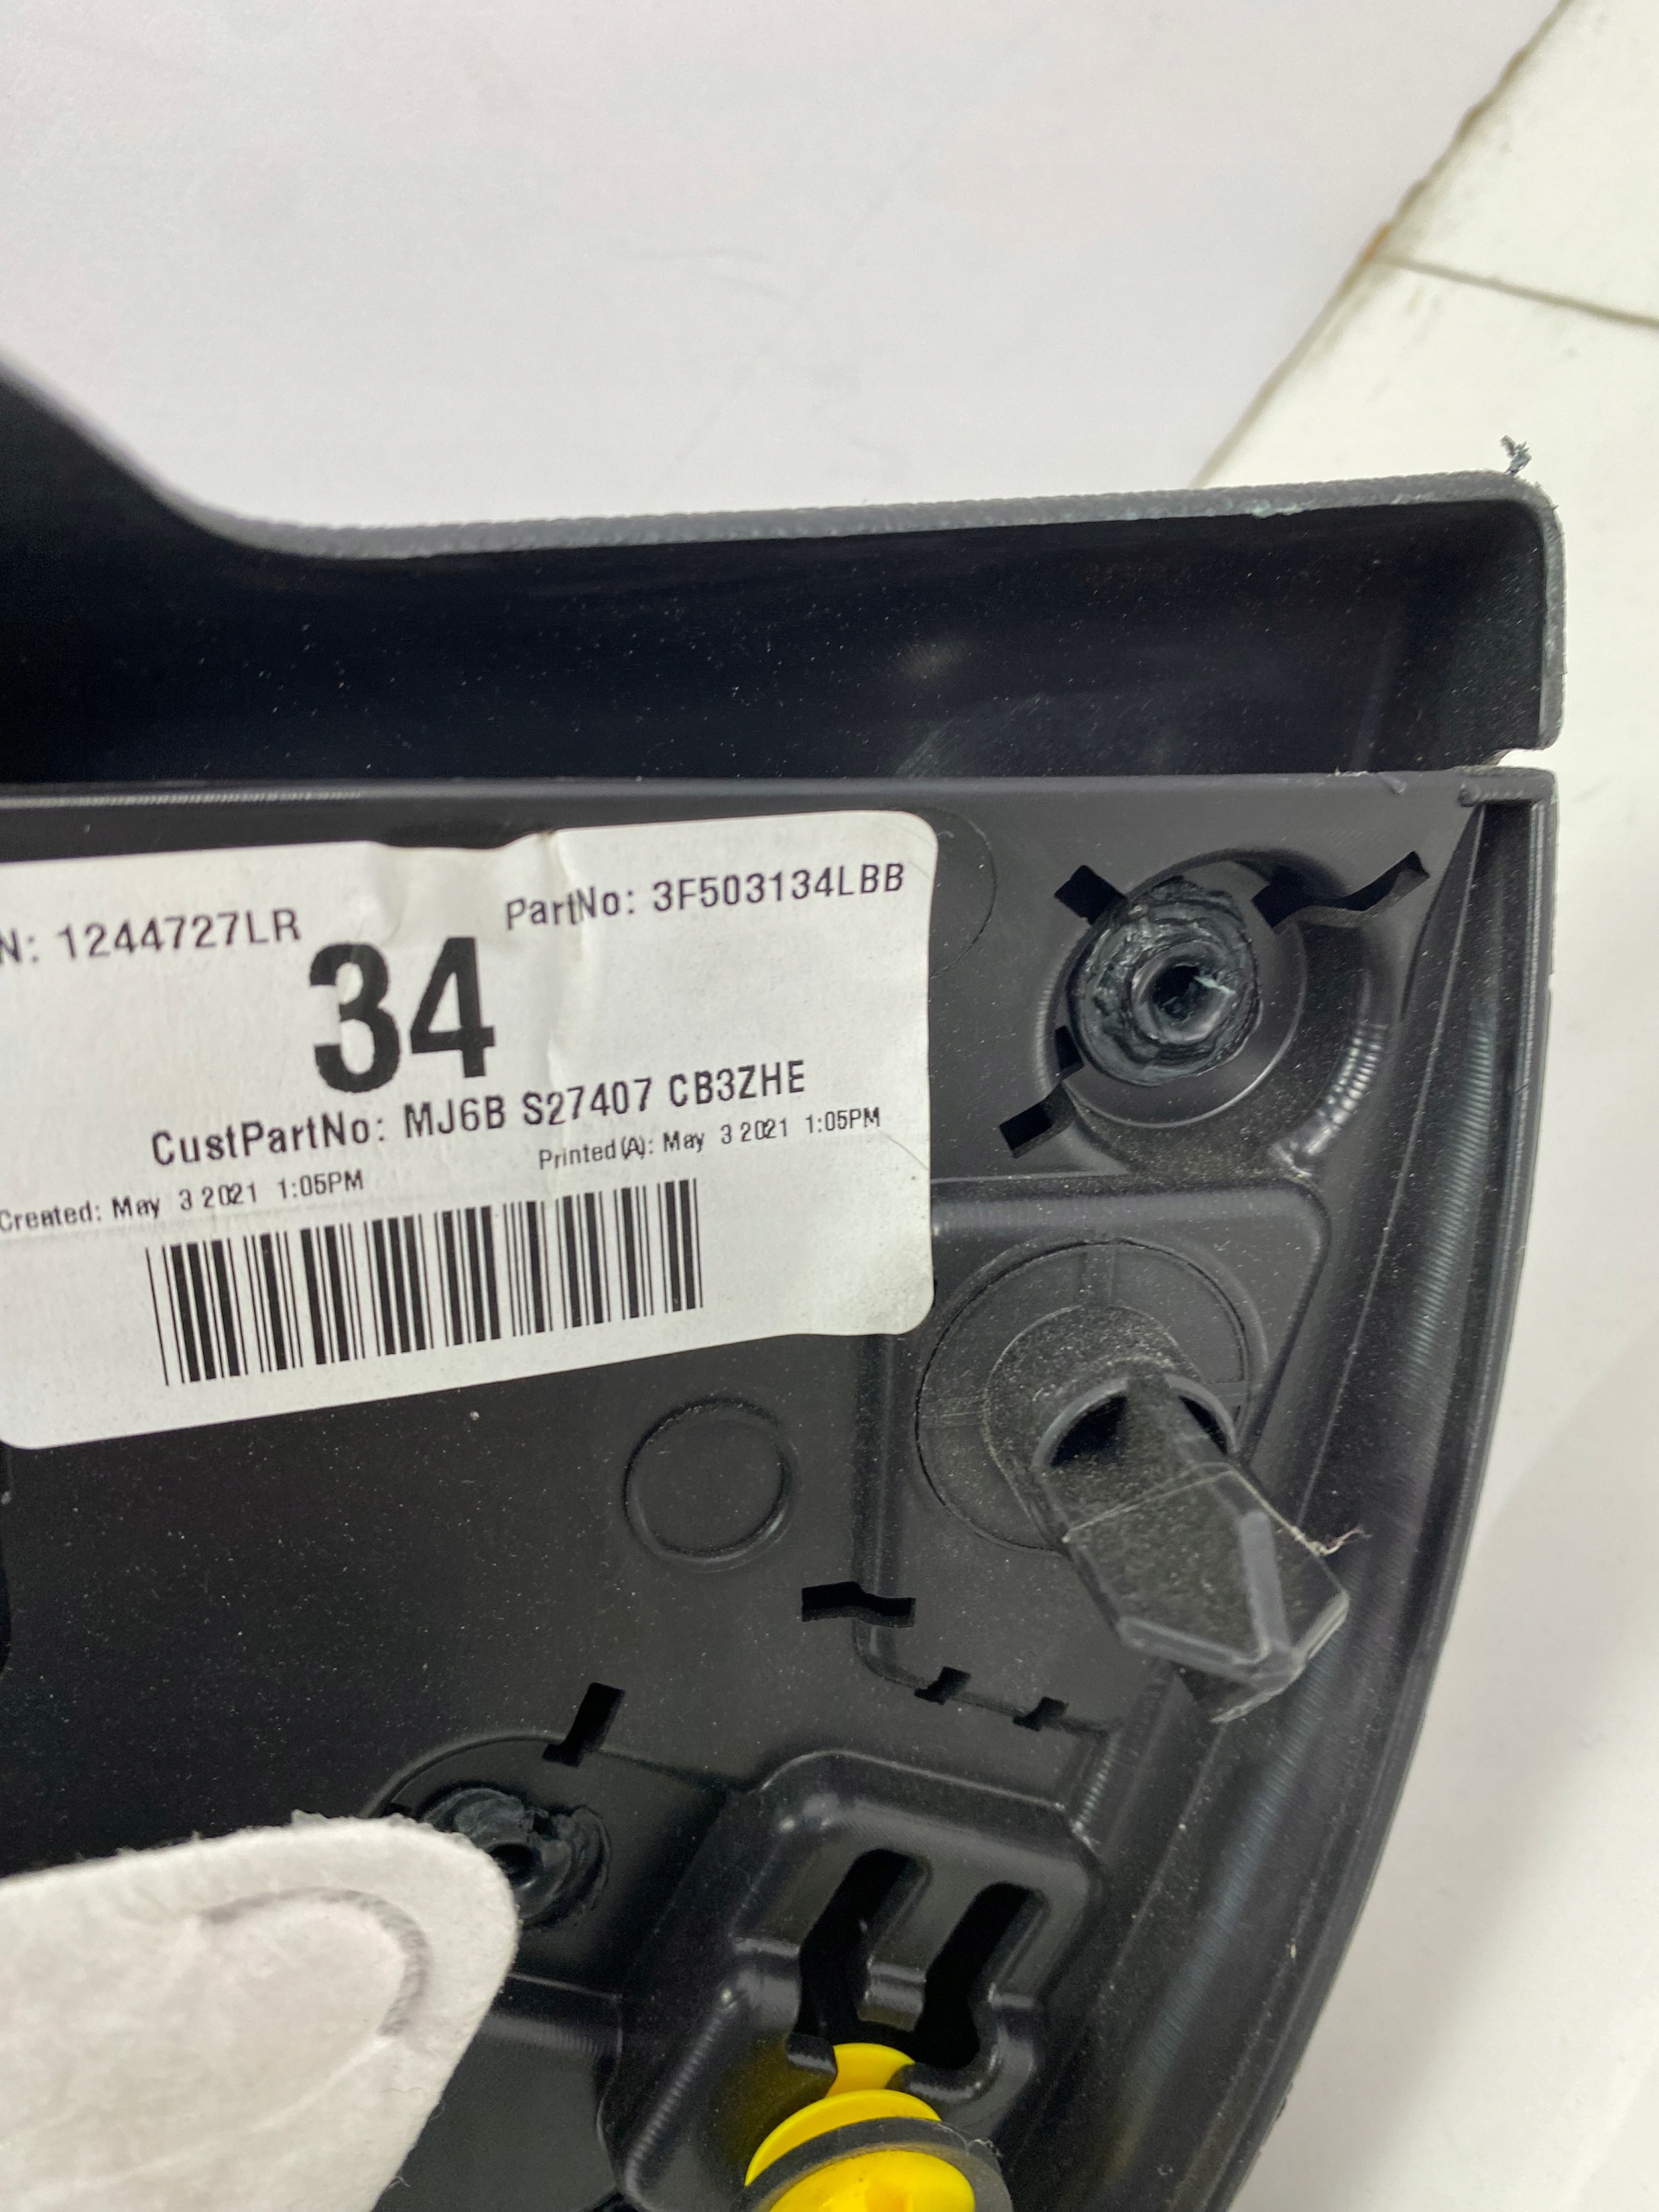 N: 1244727LR PartNo: 3F503134LBB
34
CustPartNo: MJ6B S27407 CB3ZHE
Created: May 3 2021 1:05PM Printed(A): May 3 2021 1:05PM